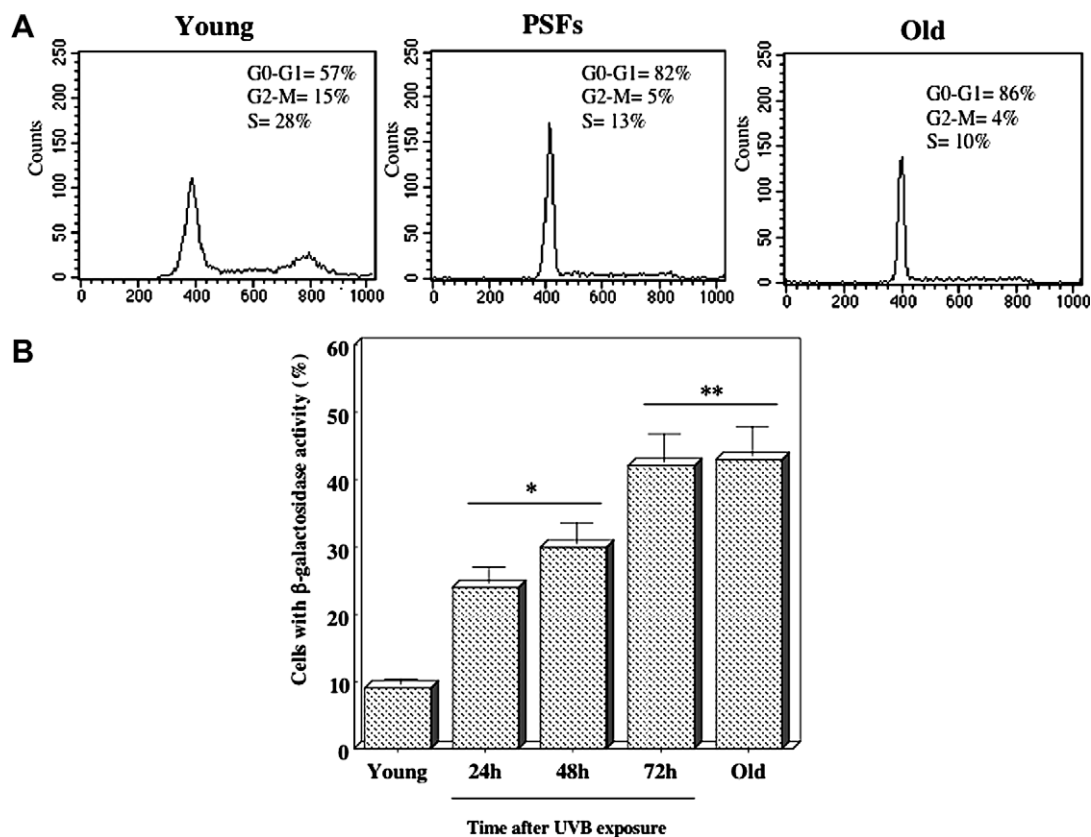 A
Young
PSFs
Old
Counts
0 50 100 150 200 250
G0-G1= 57%
G2-M= 15%
S= 28%
0 200 400 600 800 1000
Counts
0 50 100 150 200 250
G0-G1= 82%
G2-M= 5%
S= 13%
0 200 400 600 800 1000
Counts
0 50 100 150 200 250
G0-G1= 86%
G2-M= 4%
S= 10%
0 200 400 600 800 1000
B
Cells with β-galactosidase activity (%)
60
50
40
30
20
10
0
*
**
Young 24h 48h 72h Old
Time after UVB exposure